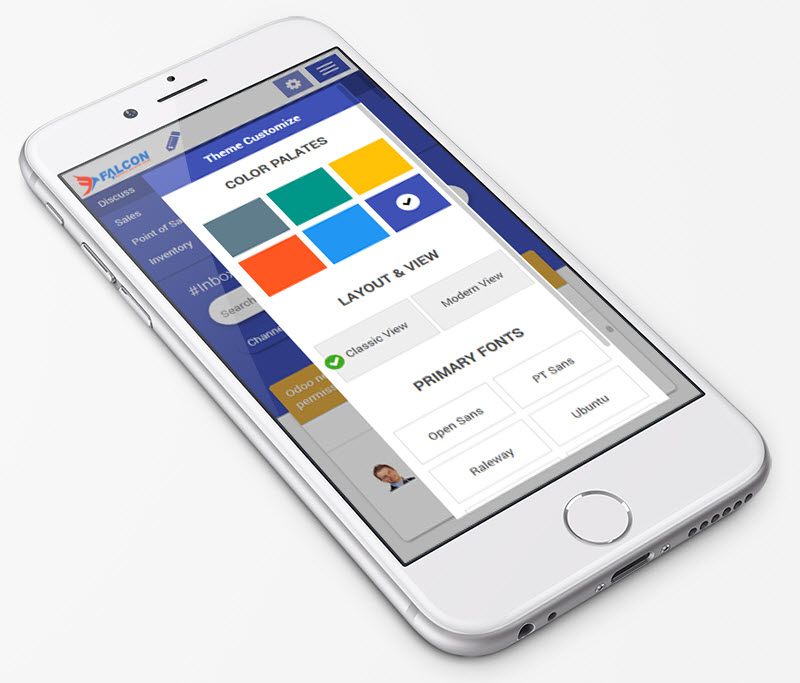 FALCON
Theme Customize
COLOR PALATES
Discuss
Sales
Point of Sa
Inventory
#Inbox
Search
Channe
LAYOUT & VIEW
Classic View
Modern View
Odoo n
permiss
PRIMARY FONTS
Open Sans
PT Sans
Raleway
Ubuntu